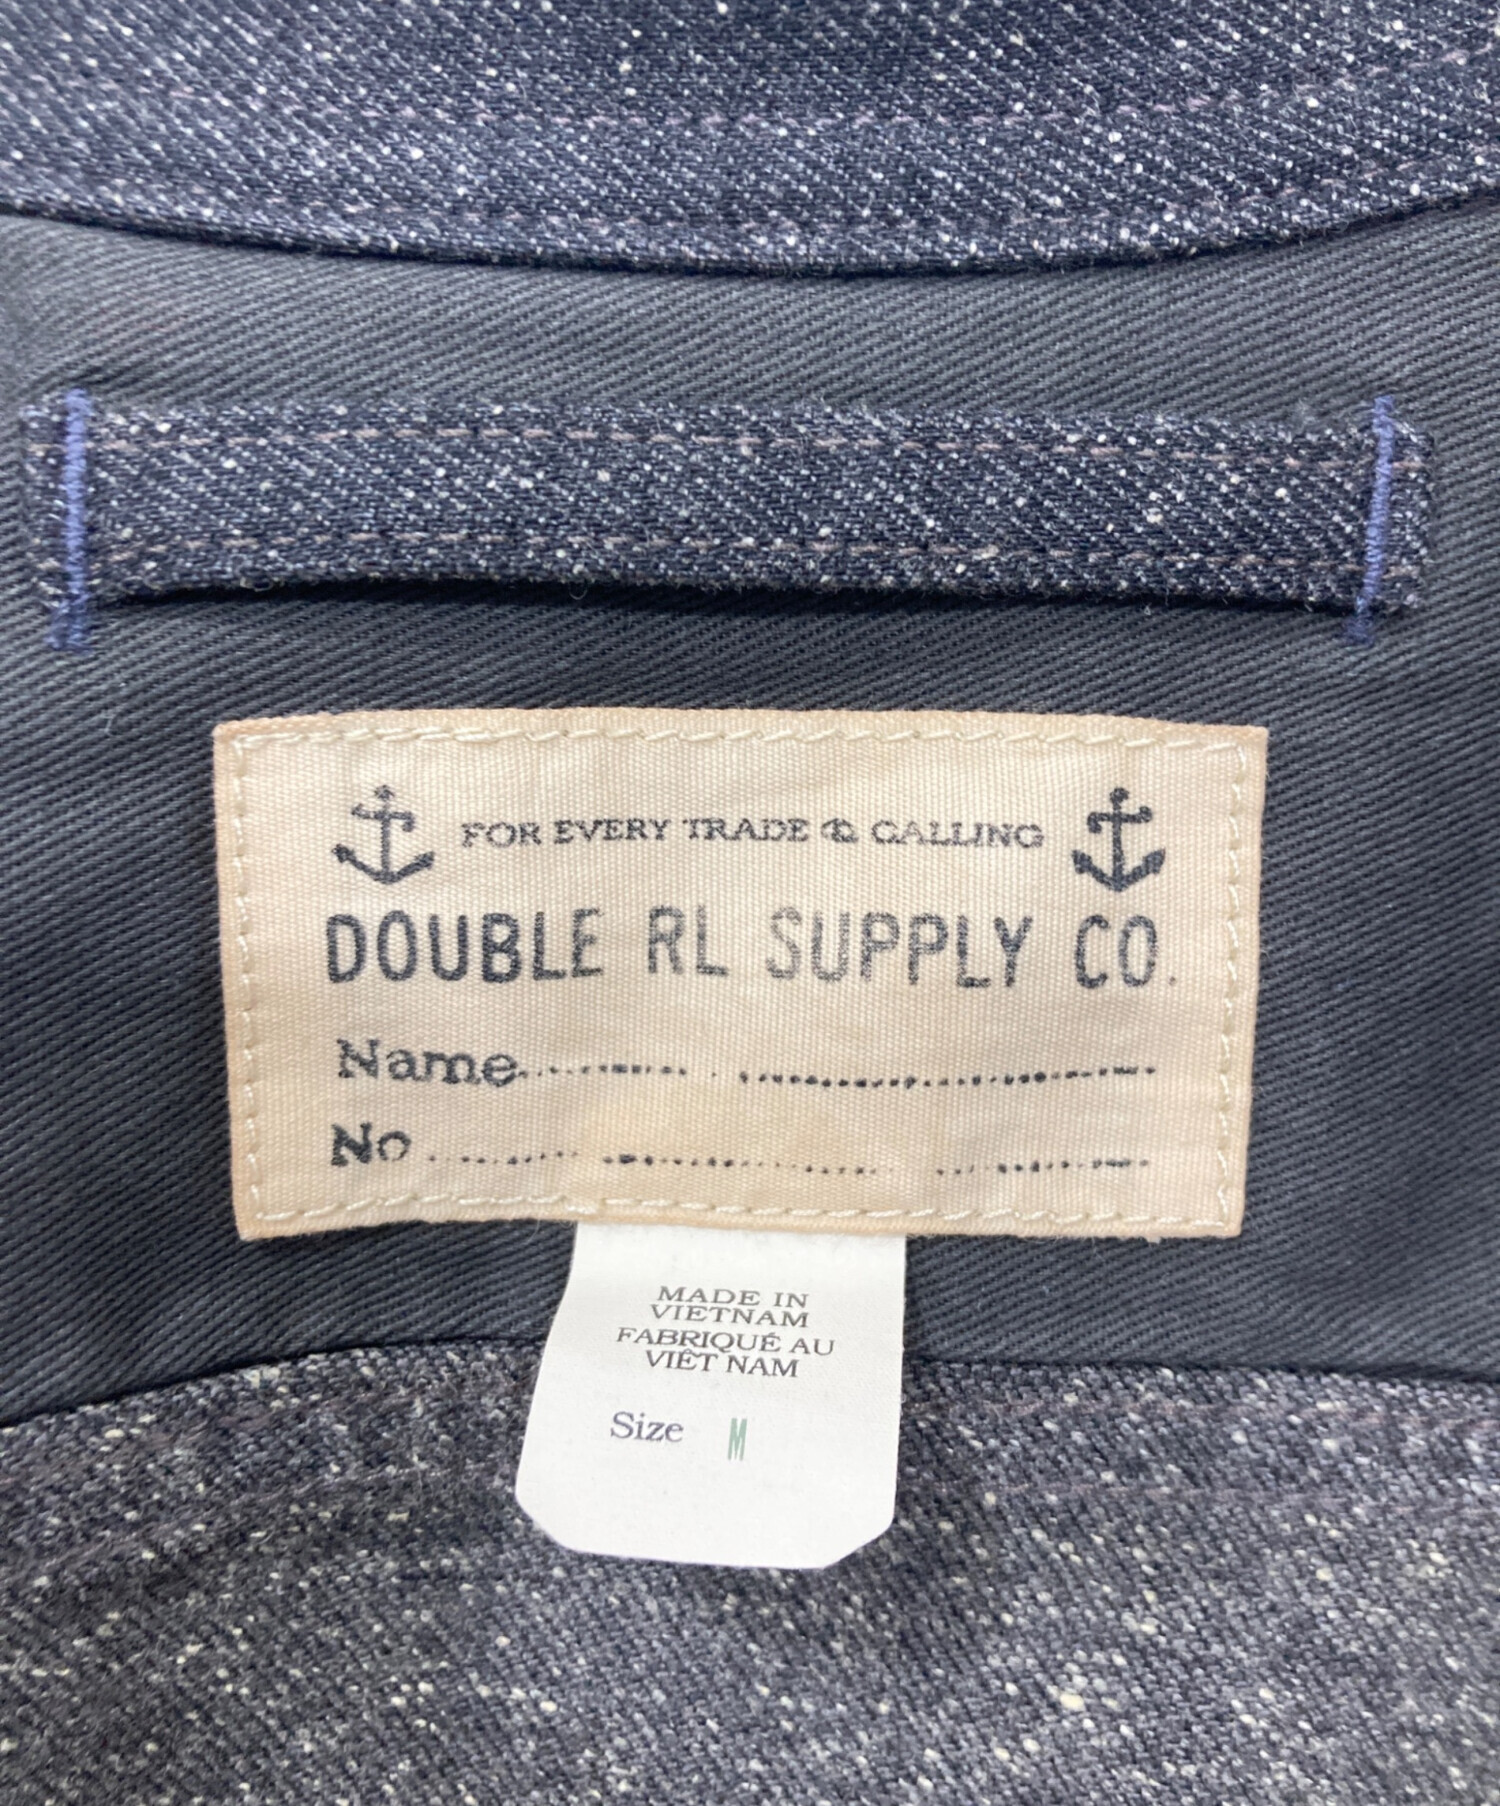 FOR EVERY TRADE & CALLING
DOUBLE RL SUPPLY CO.
Name..............................
No..............................
MADE IN
VIETNAM
FABRIQUÉ AU
VIÊT NAM
Size M